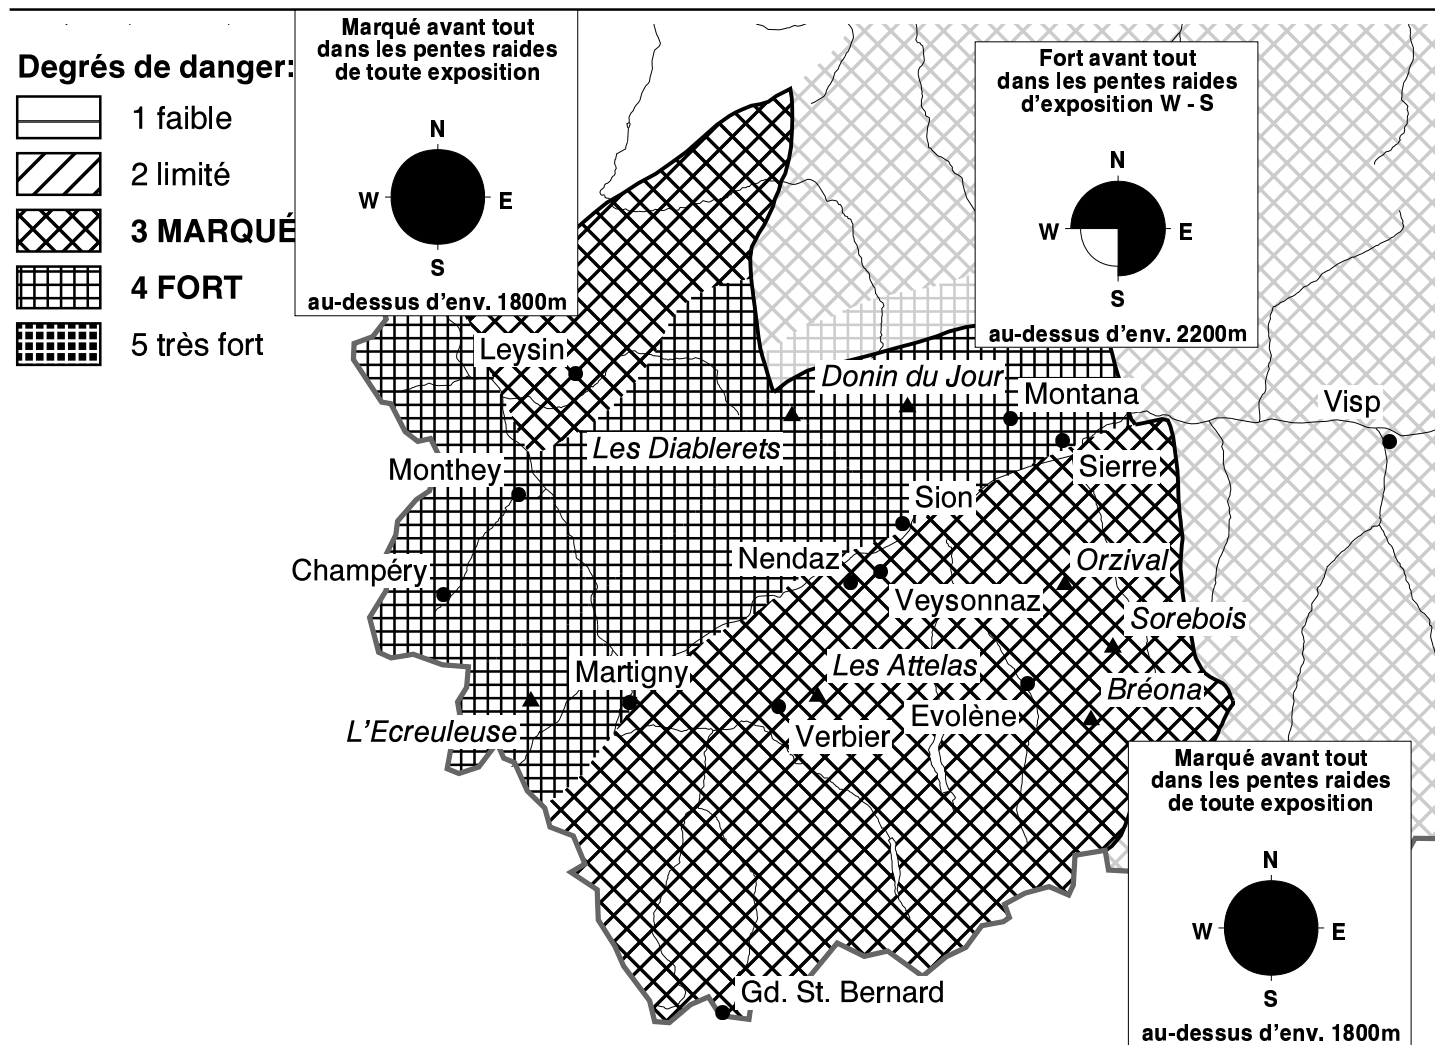 Degrés de danger:
1 faible
2 limité
3 MARQUÉ
4 FORT
5 très fort
Marqué avant tout
dans les pentes raides
de toute exposition
N
W
E
S
au-dessus d'env. 1800m
Fort avant tout
dans les pentes raides
d'exposition W - S
N
W
E
S
au-dessus d'env. 2200m
Leysin
Donin du Jour
Montana
Visp
Les Diablerets
Monthey
Sierre
Sion
Champéry
Nendaz
Orzival
Veysonnaz
Sorebois
Martigny
Les Attelas
Bréona
L'Ecreuleuse
Evolène
Verbier
Gd. St. Bernard
Marqué avant tout
dans les pentes raides
de toute exposition
N
W
E
S
au-dessus d'env. 1800m